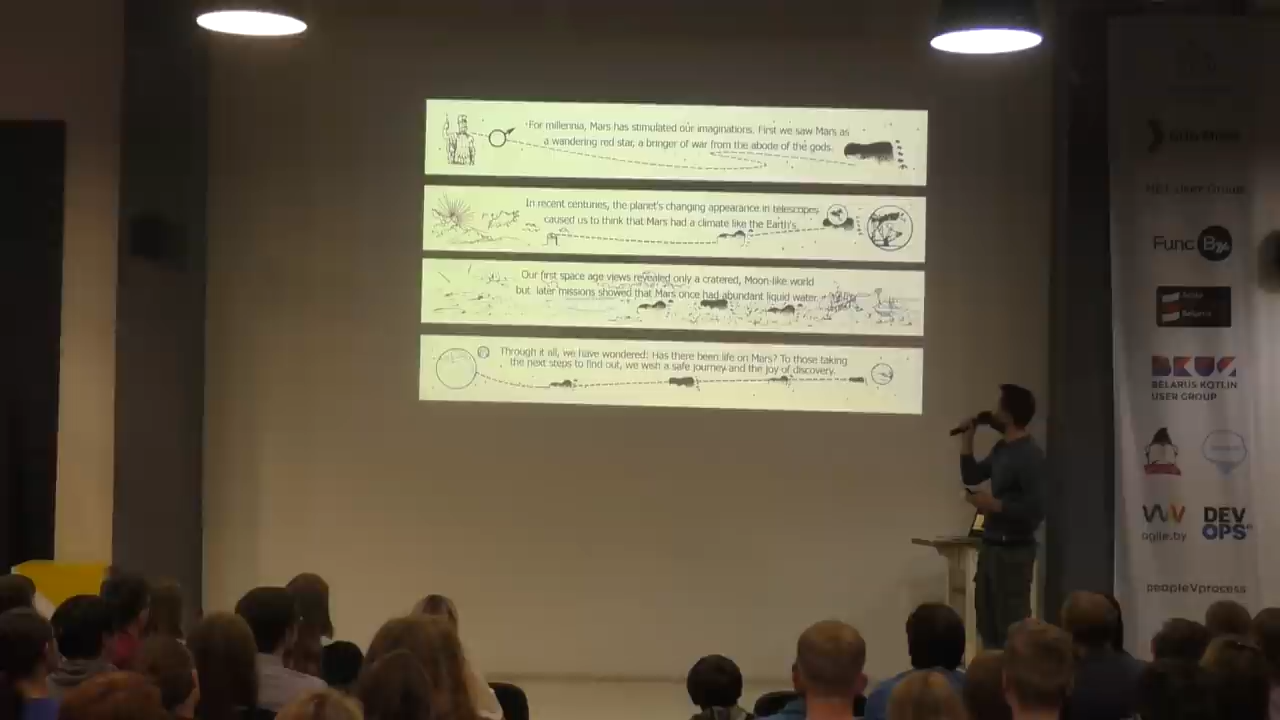 For millennia, Mars has stimulated our imaginations. First we saw Mars as
a wandering red star, a bringer of war from the abode of the gods.
In recent centuries, the planet's changing appearance in telescopes
caused us to think that Mars had a climate like the Earth's.
Our first space age views revealed only a cratered, Moon-like world
but later missions showed that Mars once had abundant liquid water.
Through it all, we have wondered: Has there been life on Mars? To those taking
the next steps to find out, we wish a safe journey and the joy of discovery.
.NET User Group
Func By
BKUG
BELARUS KOTLIN
USER GROUP
agile.by
DEV
OPS
peopleVprocess